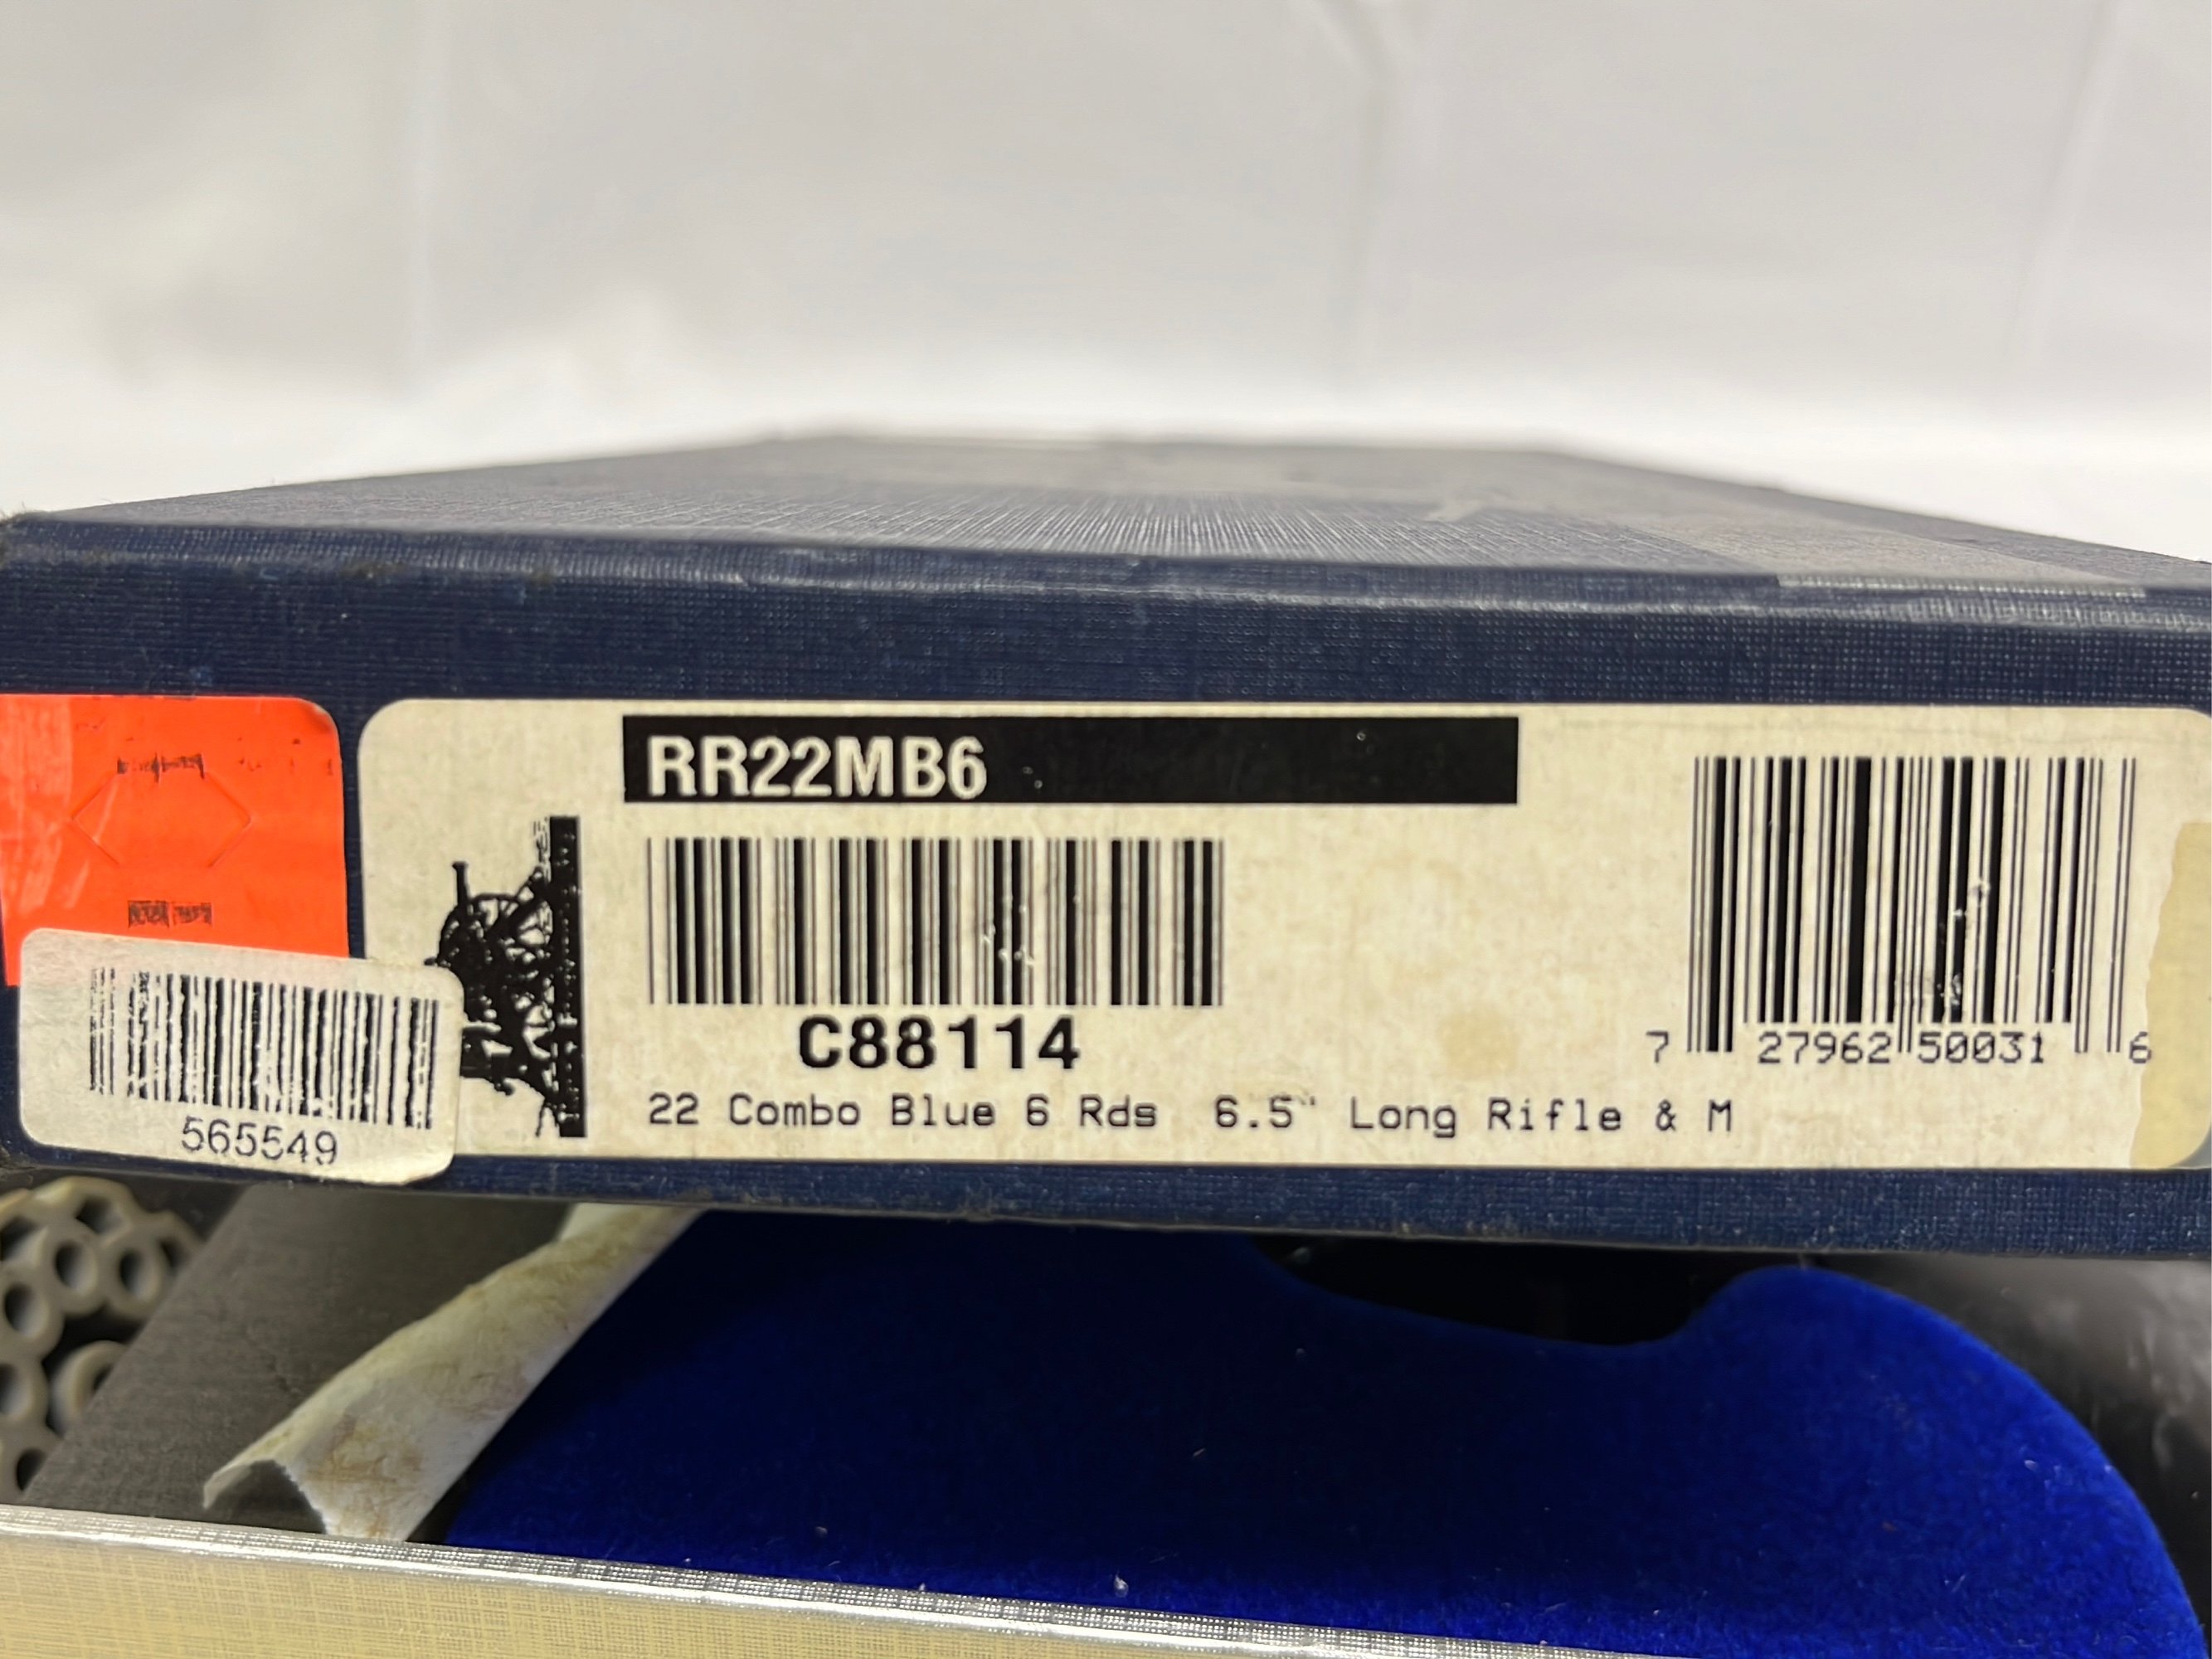 RR22MB6
C88114
7 27962 50031 6
22 Combo Blue 6 Rds 6.5" Long Rifle & M
565549